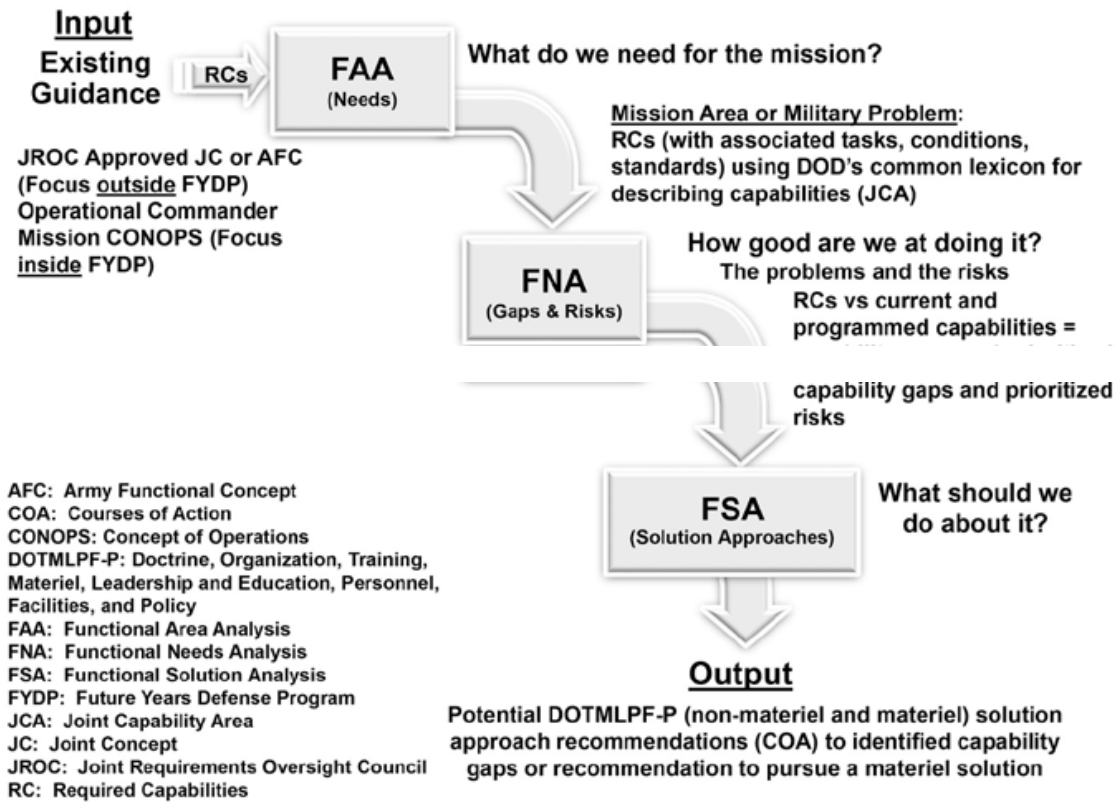 Input
Existing
Guidance
RCs
FAA
(Needs)
What do we need for the mission?
JROC Approved JC or AFC
(Focus outside FYDP)
Operational Commander
Mission CONOPS (Focus
inside FYDP)
Mission Area or Military Problem:
RCs (with associated tasks, conditions,
standards) using DOD's common lexicon for
describing capabilities (JCA)
FNA
(Gaps & Risks)
How good are we at doing it?
The problems and the risks
RCs vs current and
programmed capabilities =
capability gaps and prioritized
risks
FSA
(Solution Approaches)
What should we
do about it?
AFC: Army Functional Concept
COA: Courses of Action
CONOPS: Concept of Operations
DOTMLPF-P: Doctrine, Organization, Training,
Materiel, Leadership and Education, Personnel,
Facilities, and Policy
FAA: Functional Area Analysis
FNA: Functional Needs Analysis
FSA: Functional Solution Analysis
FYDP: Future Years Defense Program
JCA: Joint Capability Area
JC: Joint Concept
JROC: Joint Requirements Oversight Council
RC: Required Capabilities
Output
Potential DOTMLPF-P (non-materiel and materiel) solution
approach recommendations (COA) to identified capability
gaps or recommendation to pursue a materiel solution